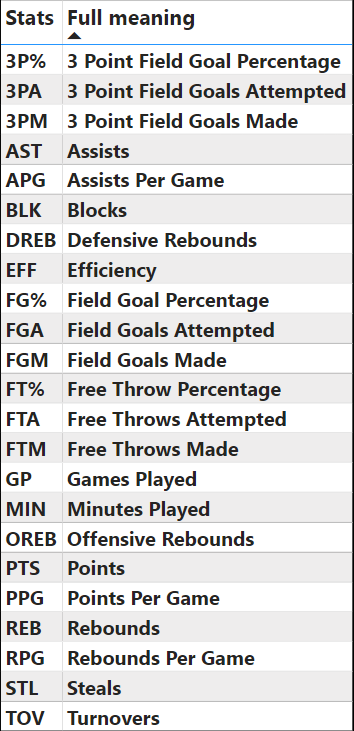 Stats Full meaning
3P% 3 Point Field Goal Percentage
3PA 3 Point Field Goals Attempted
3PM 3 Point Field Goals Made
AST Assists
APG Assists Per Game
BLK Blocks
DREB Defensive Rebounds
EFF Efficiency
FG% Field Goal Percentage
FGA Field Goals Attempted
FGM Field Goals Made
FT% Free Throw Percentage
FTA Free Throws Attempted
FTM Free Throws Made
GP Games Played
MIN Minutes Played
OREB Offensive Rebounds
PTS Points
PPG Points Per Game
REB Rebounds
RPG Rebounds Per Game
STL Steals
TOV Turnovers